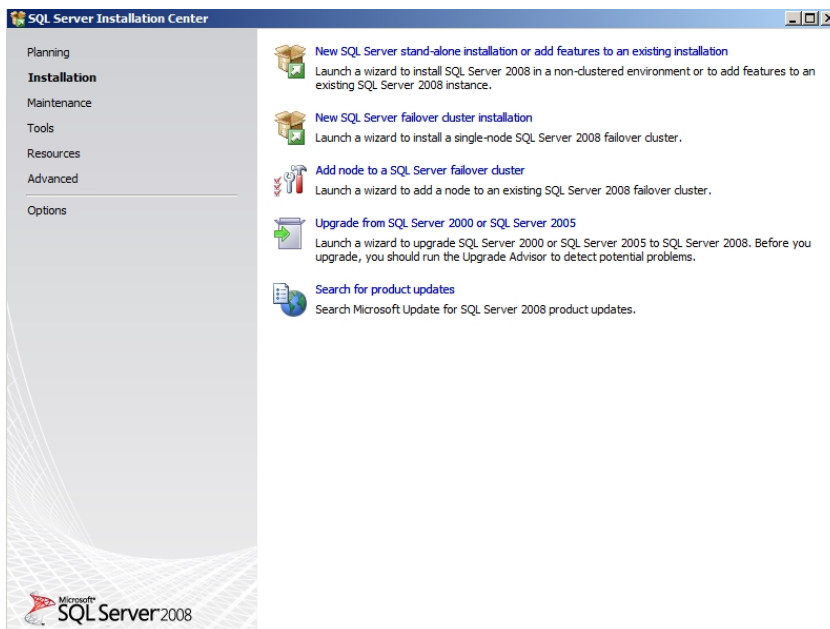 SQL Server Installation Center
Planning
Installation
Maintenance
Tools
Resources
Advanced
Options
New SQL Server stand-alone installation or add features to an existing installation
Launch a wizard to install SQL Server 2008 in a non-clustered environment or to add features to an
existing SQL Server 2008 instance.
New SQL Server failover cluster installation
Launch a wizard to install a single-node SQL Server 2008 failover cluster.
Add node to a SQL Server failover cluster
Launch a wizard to add a node to an existing SQL Server 2008 failover cluster.
Upgrade from SQL Server 2000 or SQL Server 2005
Launch a wizard to upgrade SQL Server 2000 or SQL Server 2005 to SQL Server 2008. Before you
upgrade, you should run the Upgrade Advisor to detect potential problems.
Search for product updates
Search Microsoft Update for SQL Server 2008 product updates.
Microsoft
SQL Server 2008